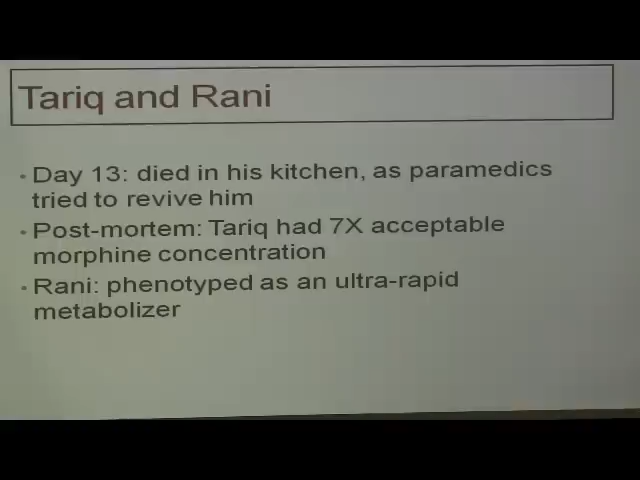 Tariq and Rani
• Day 13: died in his kitchen, as paramedics
tried to revive him
• Post-mortem: Tariq had 7X acceptable
morphine concentration
• Rani: phenotyped as an ultra-rapid
metabolizer